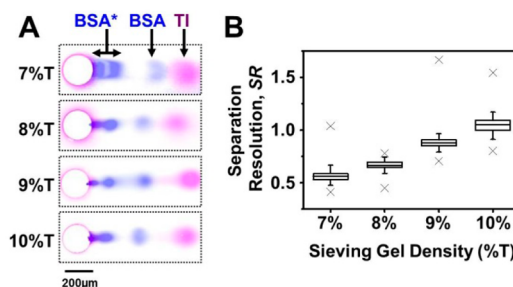 A
BSA* BSA TI
7%T
8%T
9%T
10%T
200μm
B
Separation
Resolution, SR
1.5
1.0
0.5
7% 8% 9% 10%
Sieving Gel Density (%T)